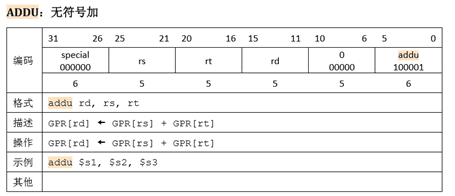 ADDU：无符号加
编码
31 26 25 21 20 16 15 11 10 6 5 0
special rs rt rd 0 addu
000000 00000 100001
6 5 5 5 5 6
格式 addu rd, rs, rt
描述 GPR[rd] ← GPR[rs] + GPR[rt]
操作 GPR[rd] ← GPR[rs] + GPR[rt]
示例 addu $s1, $s2, $s3
其他